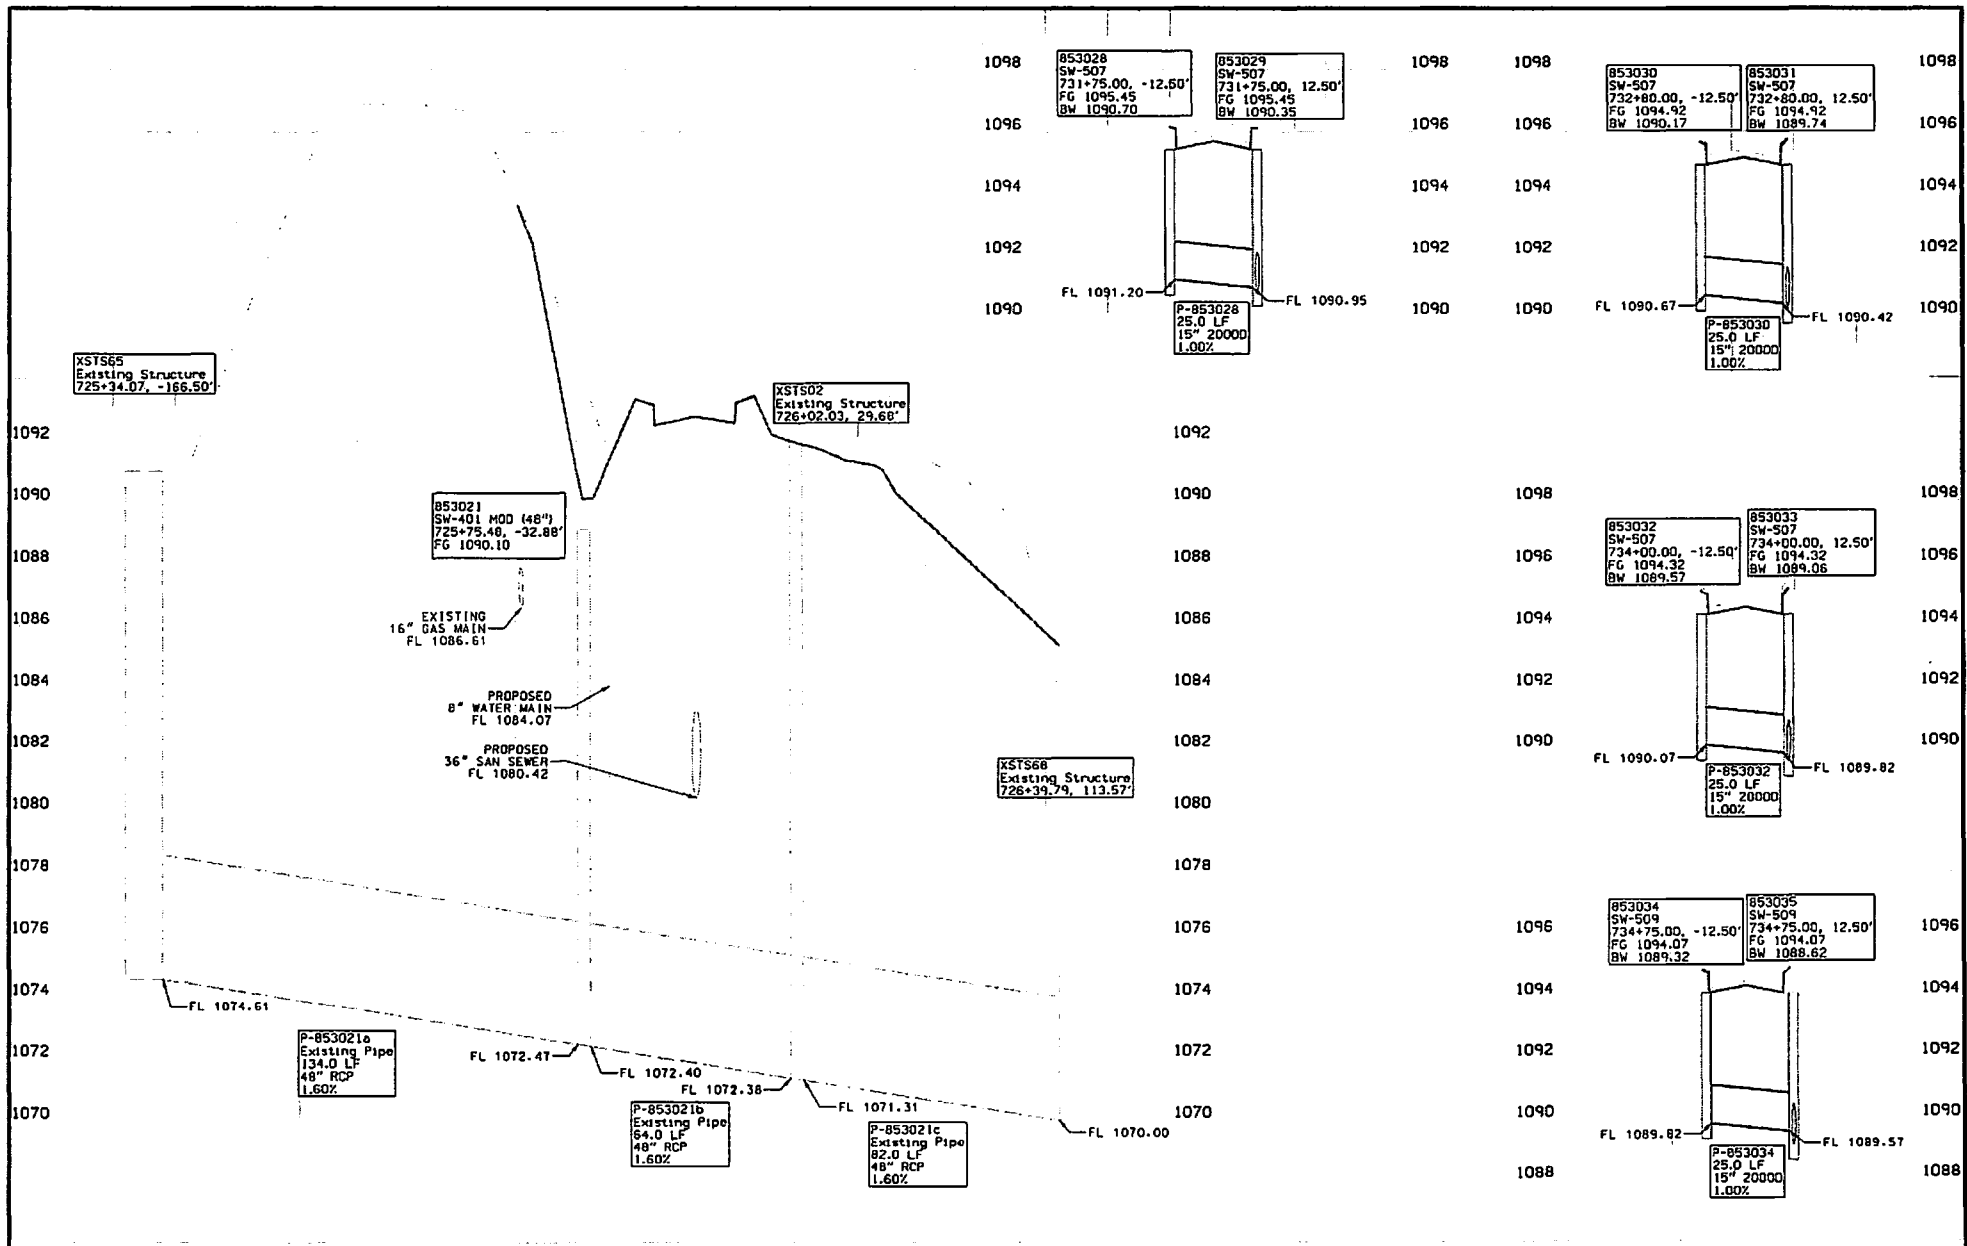 1098
1096
1094
1092
1090
853028
SW-507
731+75.00, -12.50'
FG 1095.45
BW 1090.70
853029
SW-507
731+75.00, 12.50'
FG 1095.45
BW 1090.35
FL 1091.20
FL 1090.95
P-853028
25.0 LF
15" 2000D
1.00%
1098
1096
1094
1092
1090
1098
1096
1094
1092
1090
853030
SW-507
732+80.00, -12.50'
FG 1094.92
BW 1090.17
853031
SW-507
732+80.00, 12.50'
FG 1094.92
BW 1089.74
FL 1090.67
FL 1090.42
P-853030
25.0 LF
15" 2000D
1.00%
1098
1096
1094
1092
1090
XSTS65
Existing Structure
725+34.07, -166.50'
XSTS02
Existing Structure
726+02.03, 29.68'
1092
1090
1088
1086
1084
1082
1080
1078
1076
1074
1072
1070
853021
SW-401 MOD (48")
725+75.48, -32.88'
FG 1090.10
EXISTING
16" GAS MAIN
FL 1086.61
PROPOSED
8" WATER MAIN
FL 1084.07
PROPOSED
36" SAN SEWER
FL 1080.42
XSTS68
Existing Structure
726+39.79, 113.57'
FL 1074.61
P-853021a
Existing Pipe
134.0 LF
48" RCP
1.60%
FL 1072.47
FL 1072.40
FL 1072.38
P-853021b
Existing Pipe
64.0 LF
48" RCP
1.60%
FL 1071.31
P-853021c
Existing Pipe
82.0 LF
48" RCP
1.60%
FL 1070.00
1092
1090
1088
1086
1084
1082
1080
1078
1076
1074
1072
1070
1098
1096
1094
1092
1090
853032
SW-507
734+00.00, -12.50'
FG 1094.32
BW 1089.57
853033
SW-507
734+00.00, 12.50'
FG 1094.32
BW 1089.06
FL 1090.07
FL 1089.82
P-853032
25.0 LF
15" 2000D
1.00%
1098
1096
1094
1092
1090
1096
1094
1092
1090
1088
853034
SW-509
734+75.00, -12.50'
FG 1094.07
BW 1089.32
853035
SW-509
734+75.00, 12.50'
FG 1094.07
BW 1088.62
FL 1089.82
FL 1089.57
P-853034
25.0 LF
15" 2000D
1.00%
1096
1094
1092
1090
1088